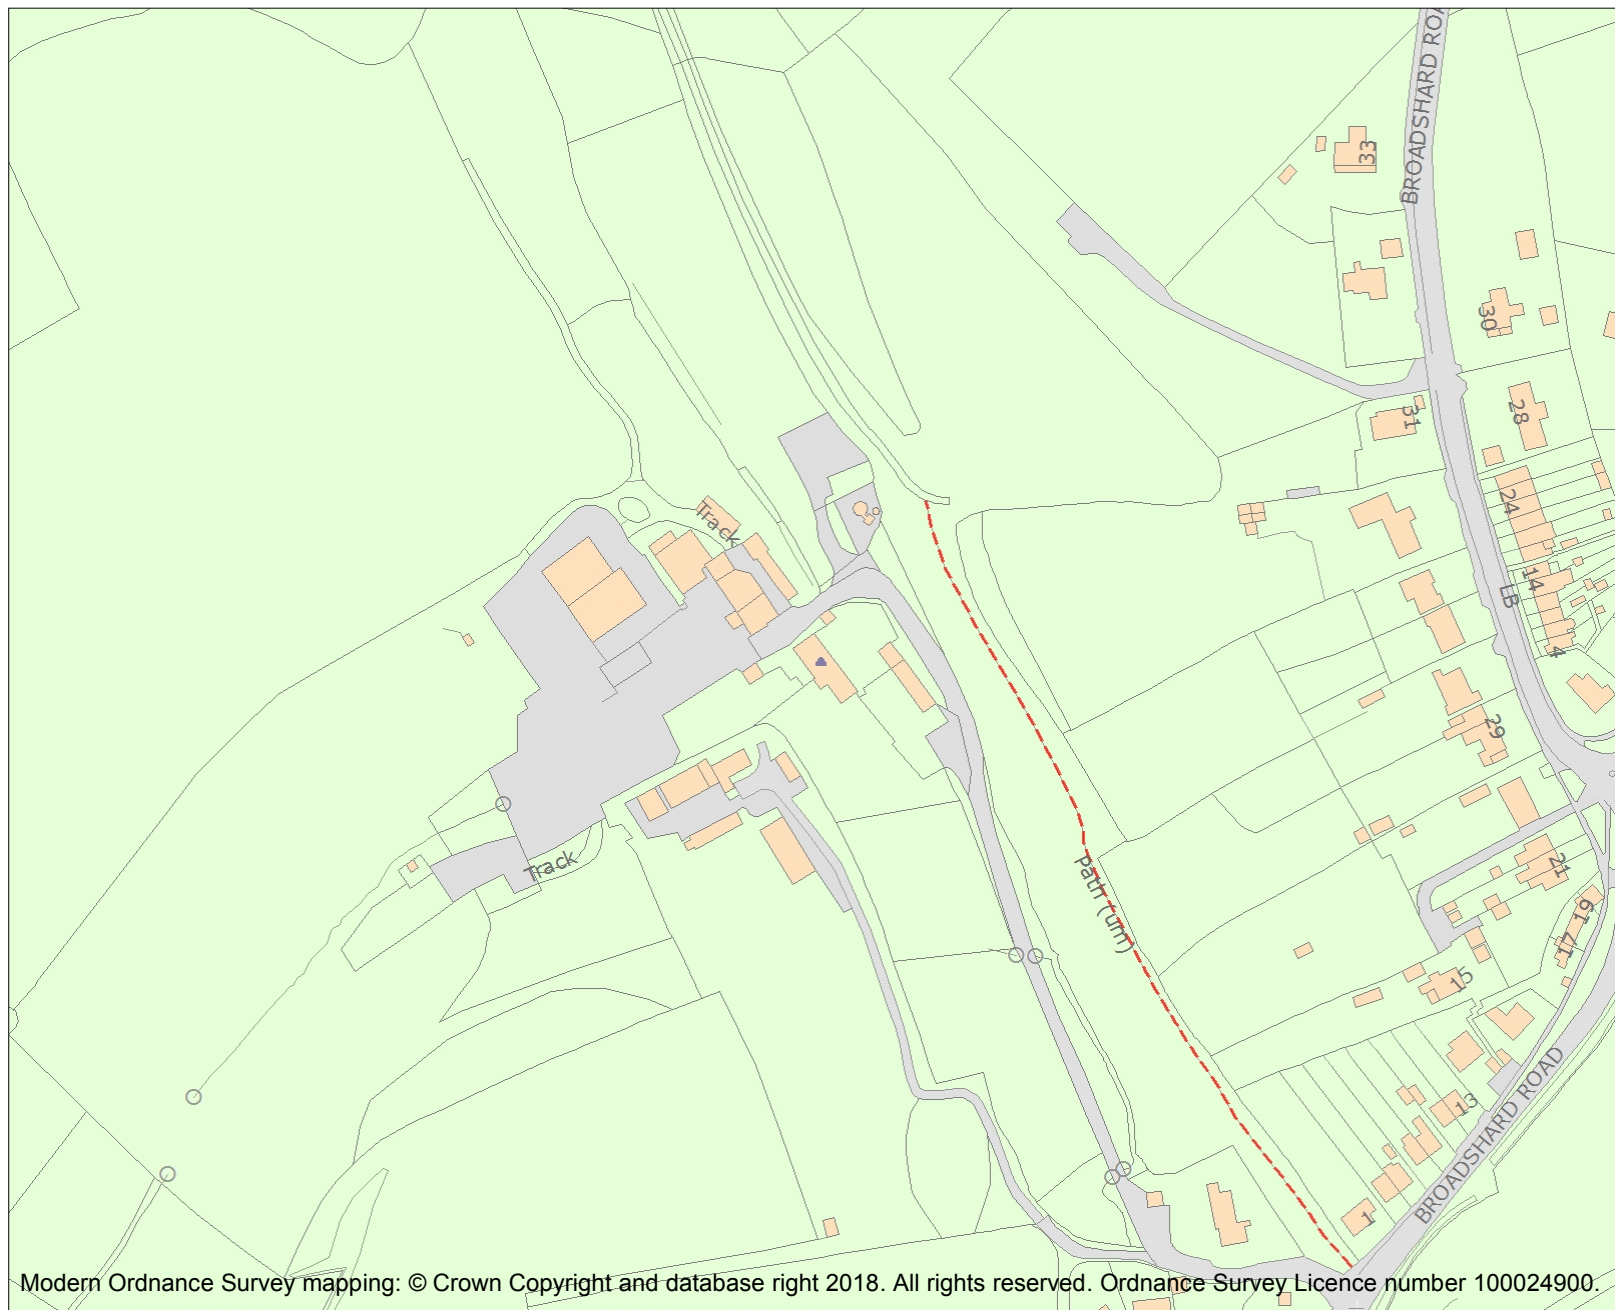 BROADSHARD ROA
33
30
31
28
24
Track
14
LB
4
29
Track
21
Path (um)
19
17
15
13
BROADSHARD ROAD
1
Modern Ordnance Survey mapping: © Crown Copyright and database right 2018. All rights reserved. Ordnance Survey Licence number 100024900.